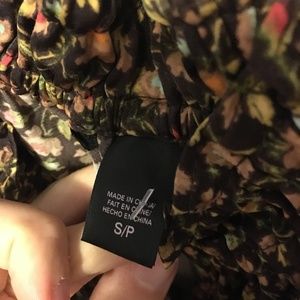 MADE IN CHINA/
FAIT EN CHINE/
HECHO EN CHINA
S/P